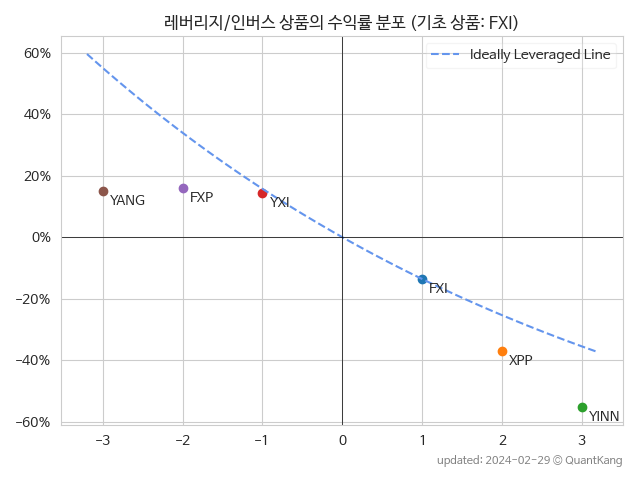 레버리지/인버스 상품의 수익률 분포 (기초 상품: FXI)
60%
Ideally Leveraged Line
40%
20%
YANG
FXP
YXI
0%
−20%
FXI
−40%
XPP
−60%
YINN
−3
−2
−1
0
1
2
3
updated: 2024-02-29 © QuantKang